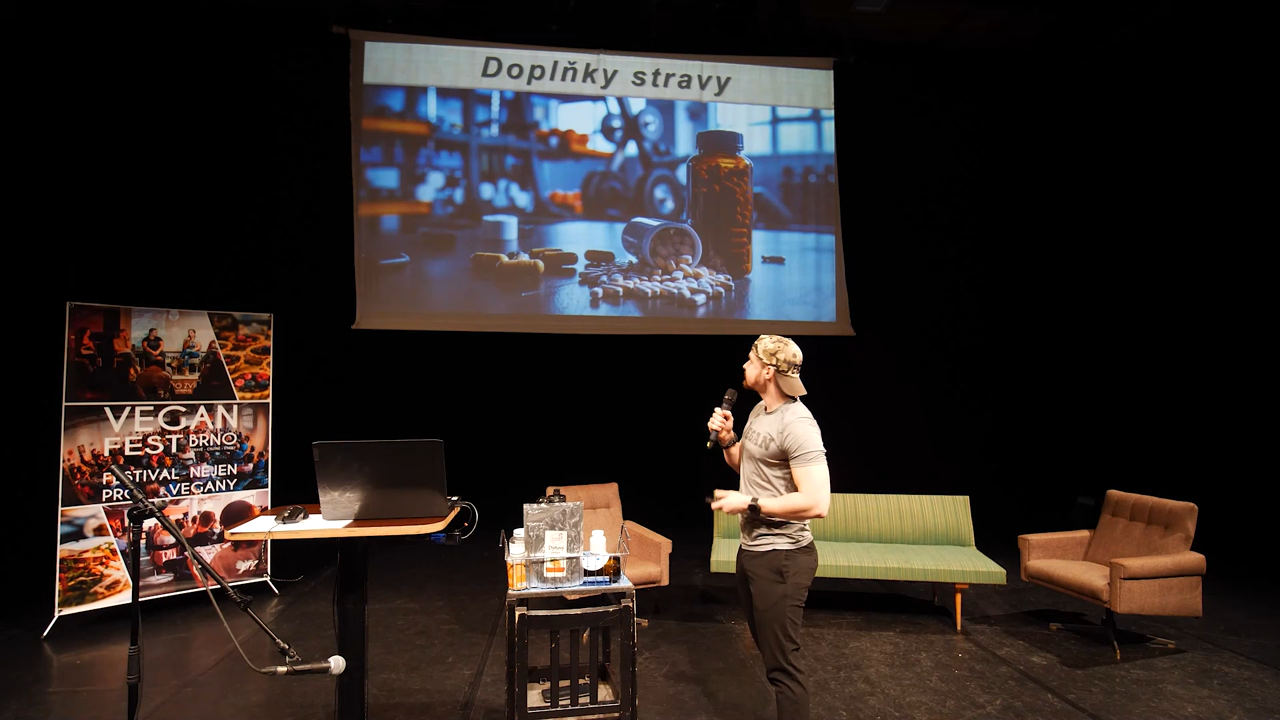 Doplňky stravy
VEGAN
FEST BRNO
FESTIVAL NEJEN
PRO VEGANY